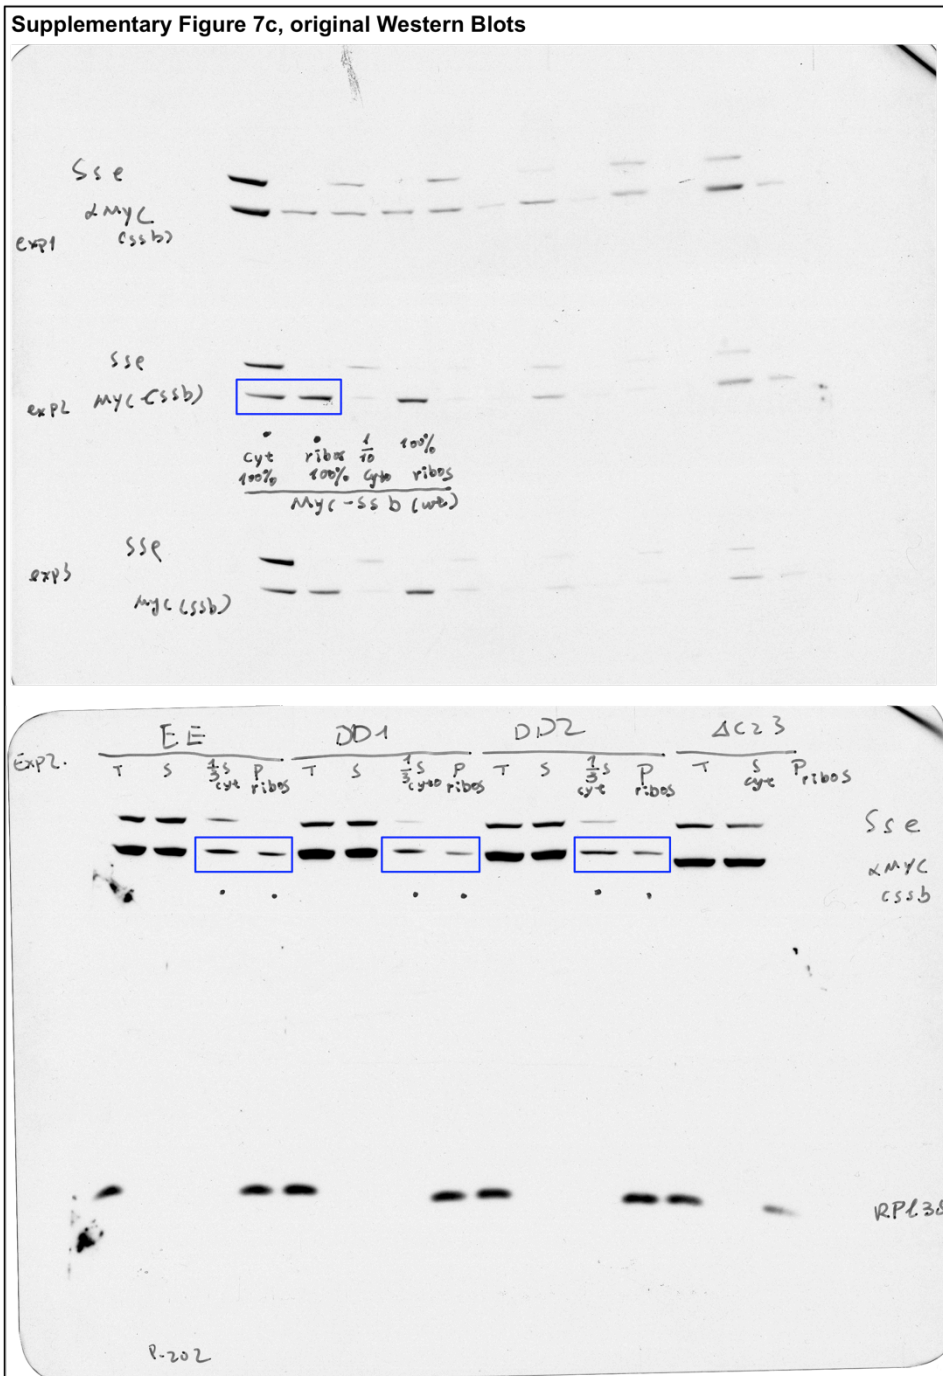 Supplementary Figure 7c, original Western Blots
Sse
αMYC
exp1 (ssb)
Sse
exp2 MYC-(ssb)
cyt ribos 1/10 100%
100% 100% cyto ribos
Myc-ssb (wt)
SSe
exp3
Myc (ssb)
EE DD1 DD2 ΔC23
Exp2. T S 1/3 S cyt P ribos T S 1/3 S cyto P ribos T S 1/3 S cyt P ribos T S cyt P ribos
Sse
αMYC
cssb
P-202